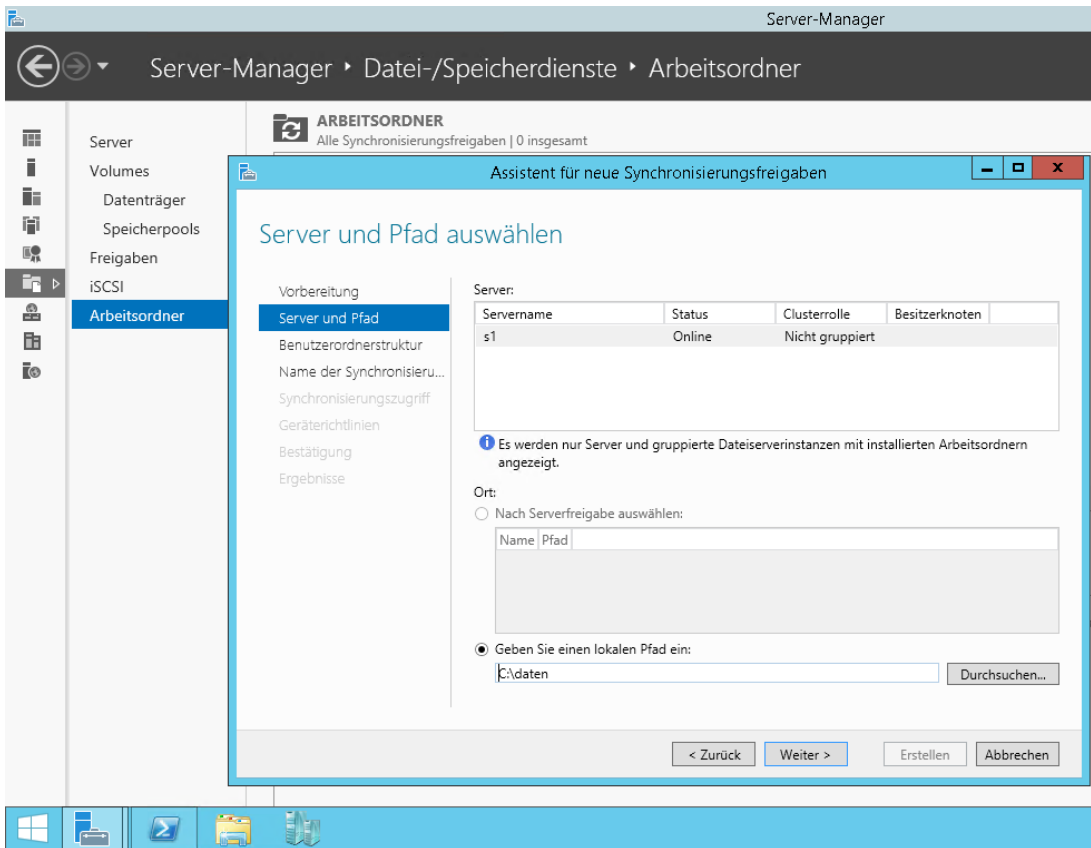 Server-Manager
Server-Manager ‣ Datei-/Speicherdienste ‣ Arbeitsordner
Server
Volumes
Datenträger
Speicherpools
Freigaben
iSCSI
Arbeitsordner
ARBEITSORDNER
Alle Synchronisierungsfreigaben | 0 insgesamt
Assistent für neue Synchronisierungsfreigaben
Server und Pfad auswählen
Vorbereitung
Server und Pfad
Benutzerordnerstruktur
Name der Synchronisieru...
Synchronisierungszugriff
Geräterichtlinien
Bestätigung
Ergebnisse
Server:
Servername Status Clusterrolle Besitzerknoten
s1 Online Nicht gruppiert
Es werden nur Server und gruppierte Dateiserverinstanzen mit installierten Arbeitsordnern
angezeigt.
Ort:
Nach Serverfreigabe auswählen:
Name Pfad
Geben Sie einen lokalen Pfad ein:
C:\daten
Durchsuchen...
< Zurück Weiter > Erstellen Abbrechen